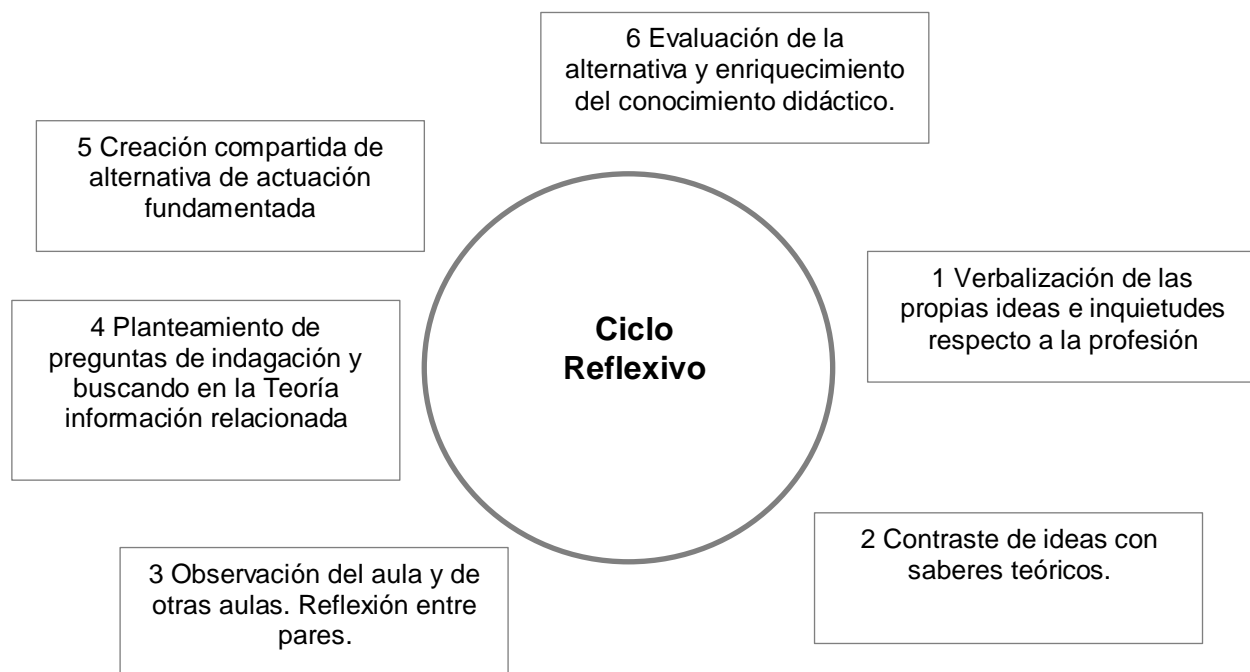 6 Evaluación de la
alternativa y enriquecimiento
del conocimiento didáctico.
5 Creación compartida de
alternativa de actuación
fundamentada
1 Verbalización de las
propias ideas e inquietudes
respecto a la profesión
4 Planteamiento de
preguntas de indagación y
buscando en la Teoría
información relacionada
Ciclo
Reflexivo
2 Contraste de ideas con
saberes teóricos.
3 Observación del aula y de
otras aulas. Reflexión entre
pares.